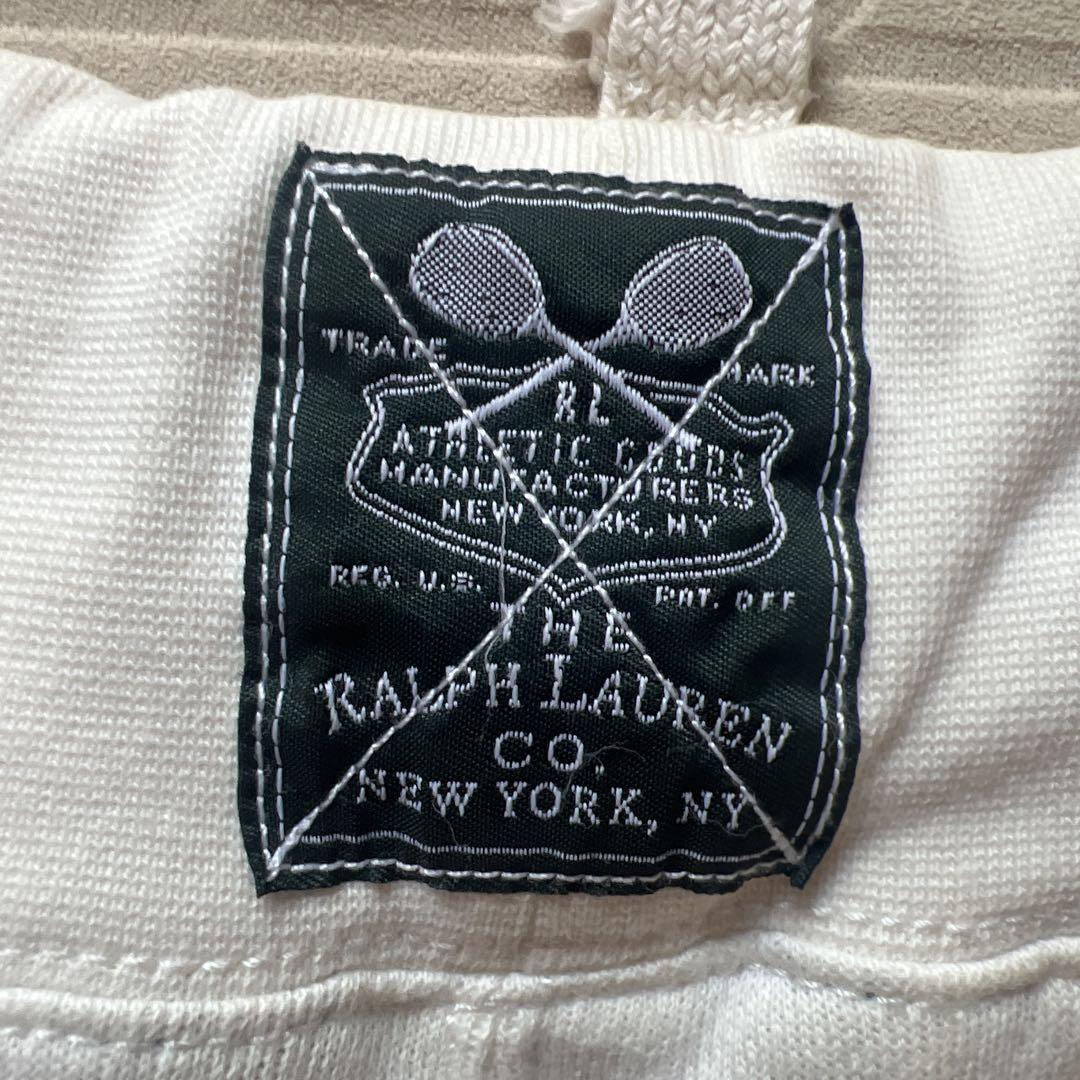 TRADE MARK
RL
ATHLETIC GOODS
MANUFACTURERS
NEW YORK, NY
REG. U.S. PAT. OFF
THE
RALPH LAUREN
CO.
NEW YORK, NY